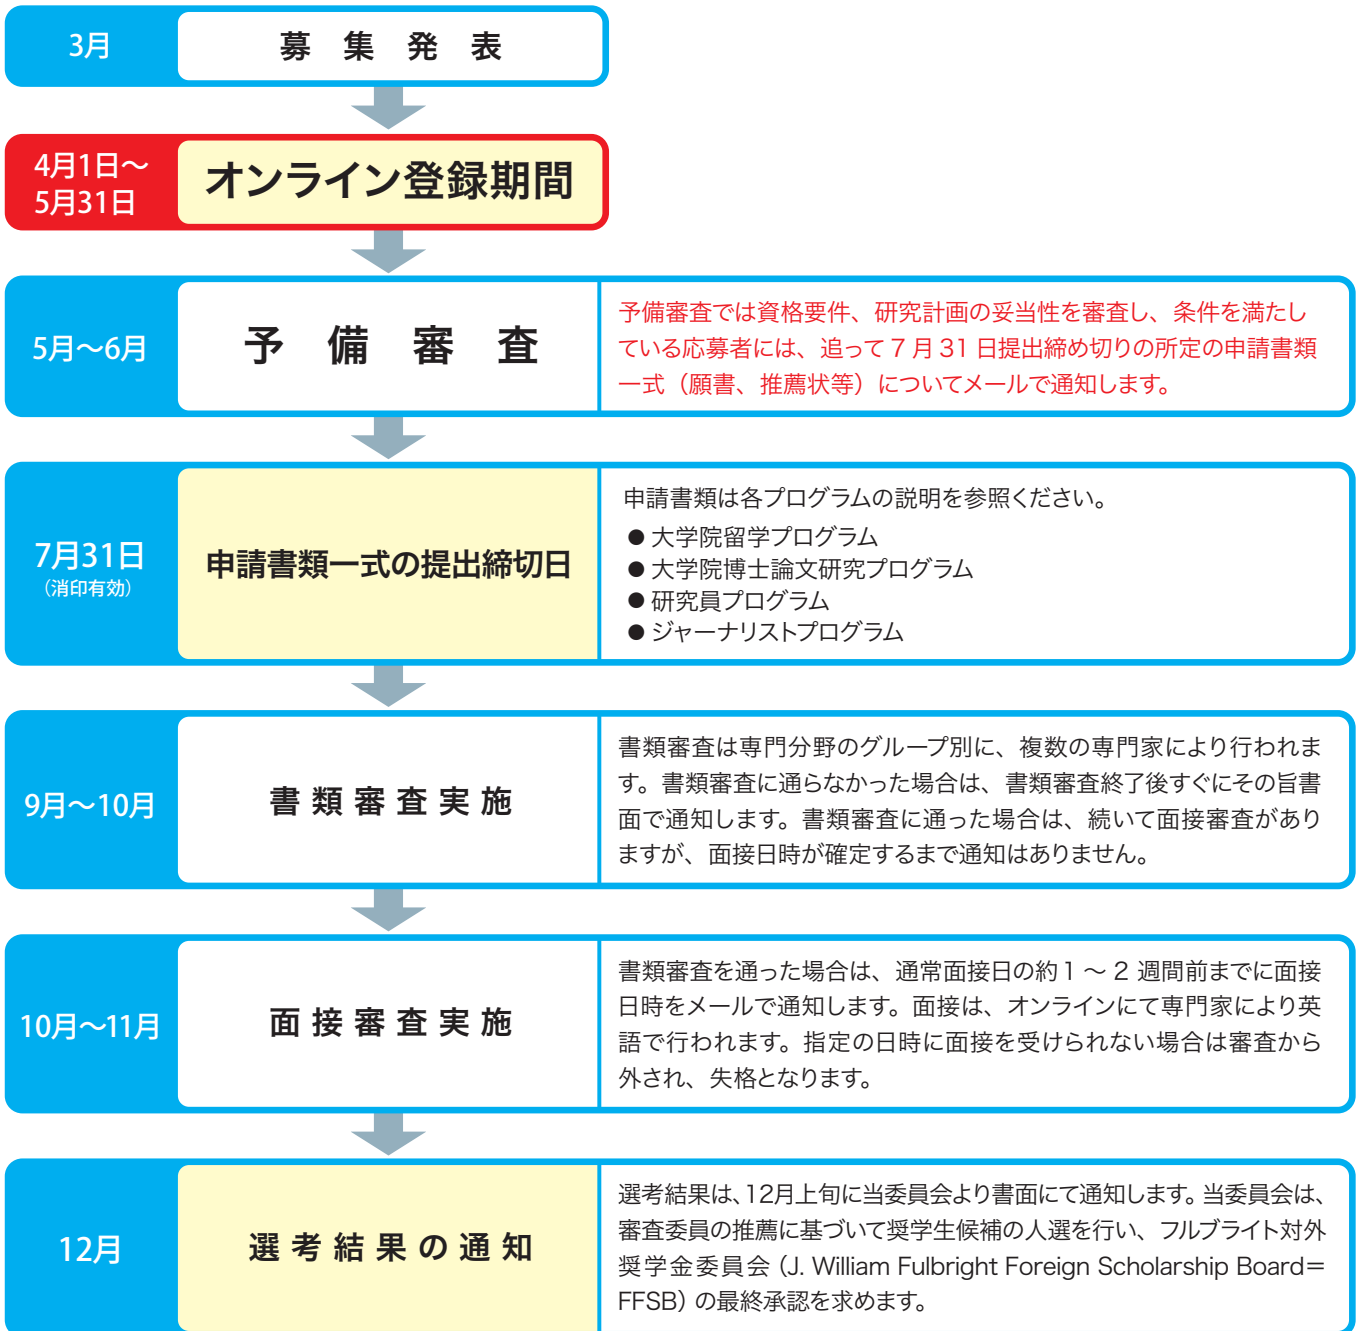 3月
募集発表
4月1日～
5月31日
オンライン登録期間
5月～6月
予備審査
予備審査では資格要件、研究計画の妥当性を審査し、条件を満たし
ている応募者には、追って7月31日提出締め切りの所定の申請書類
一式（願書、推薦状等）についてメールで通知します。
7月31日
（消印有効）
申請書類一式の提出締切日
申請書類は各プログラムの説明を参照ください。
●大学院留学プログラム
●大学院博士論文研究プログラム
●研究員プログラム
●ジャーナリストプログラム
9月～10月
書類審査実施
書類審査は専門分野のグループ別に、複数の専門家により行われま
す。書類審査に通らなかった場合は、書類審査終了後すぐにその旨書
面で通知します。書類審査に通った場合は、続いて面接審査があり
ますが、面接日時が確定するまで通知はありません。
10月～11月
面接審査実施
書類審査を通った場合は、通常面接日の約1～2週間前までに面接
日時をメールで通知します。面接は、オンラインにて専門家により英
語で行われます。指定の日時に面接を受けられない場合は審査から
外され、失格となります。
12月
選考結果の通知
選考結果は、12月上旬に当委員会より書面にて通知します。当委員会は、
審査委員の推薦に基づいて奨学生候補の人選を行い、フルブライト対外
奨学金委員会（J. William Fulbright Foreign Scholarship Board＝
FFSB）の最終承認を求めます。